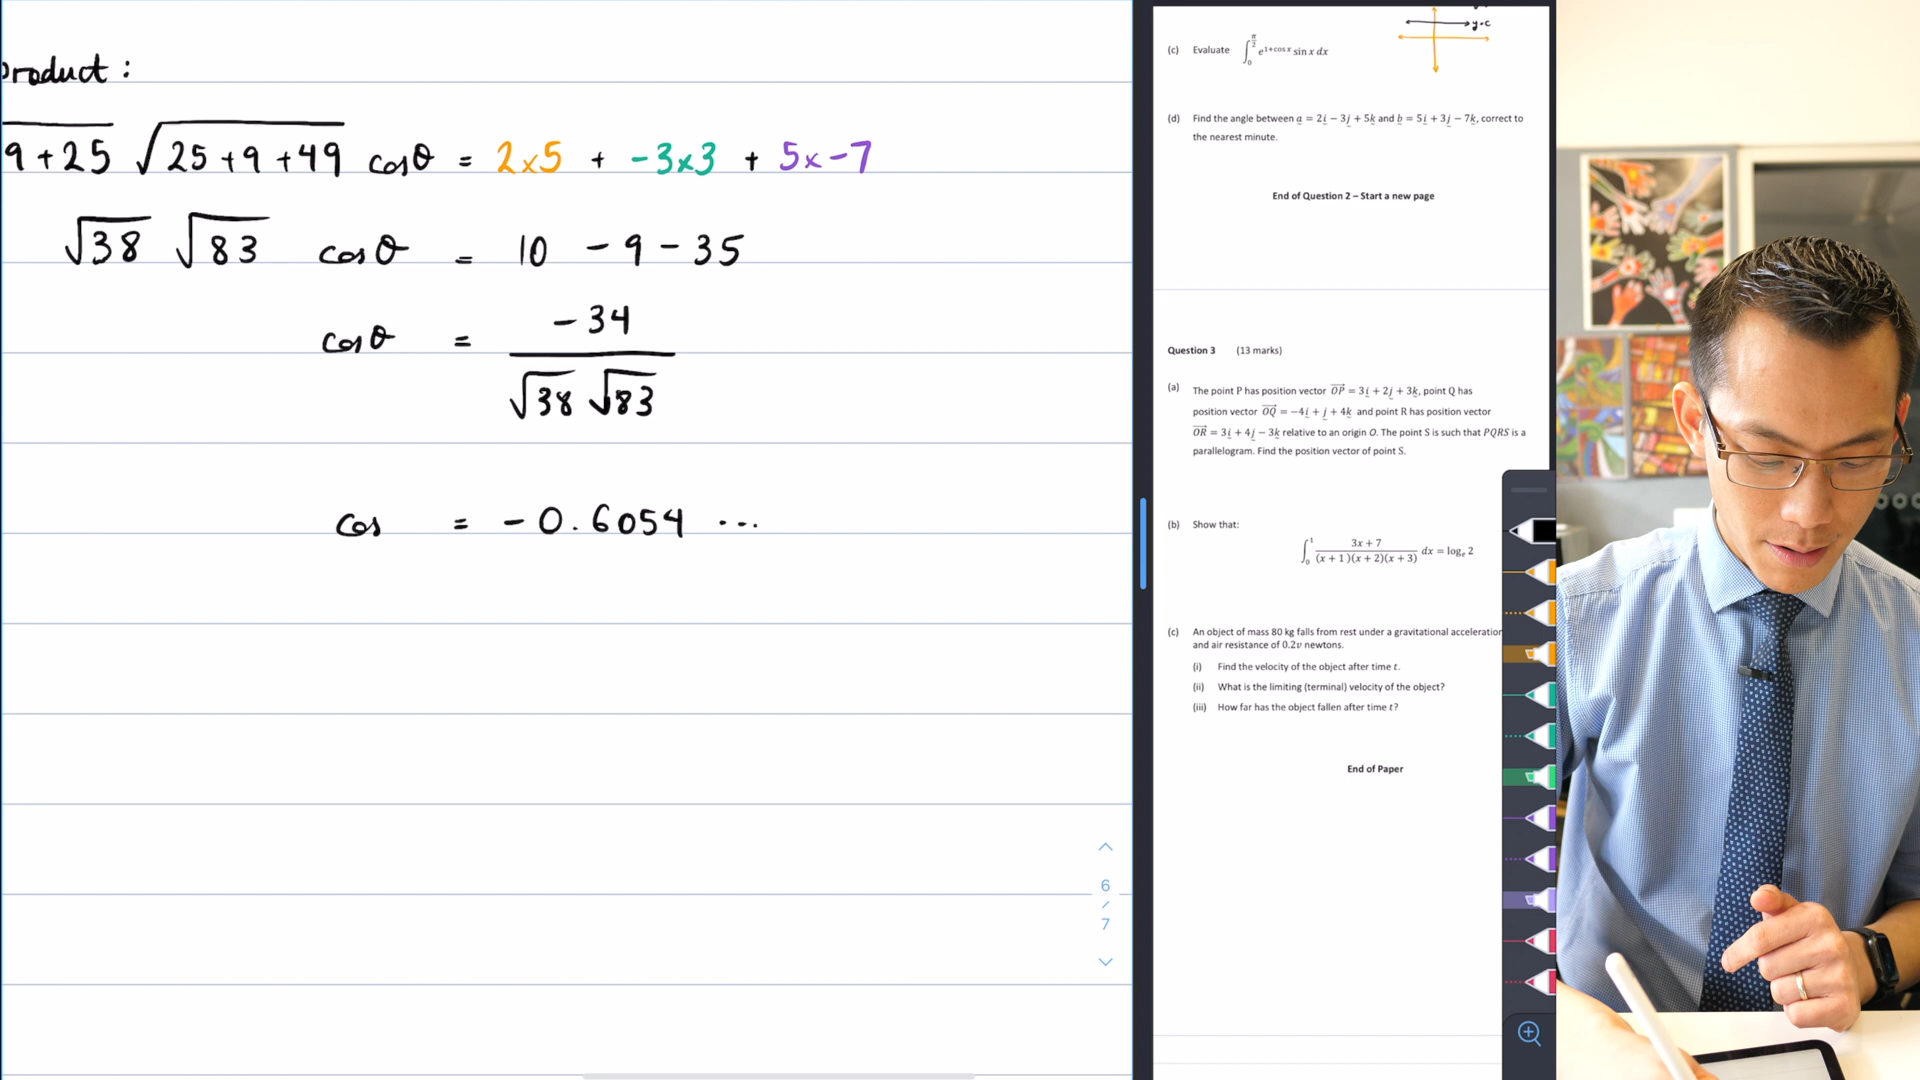 product :
9 + 25 √25 + 9 + 49 cosθ = 2×5 + -3×3 + 5×-7
√38 √83 cosθ = 10 - 9 - 35
cosθ = -34
√38 √83
cos = -0.6054 ...
6
/
7
y=c
(c) Evaluate ∫₀^(π/2) e^(1+cos x) sin x dx
(d) Find the angle between a = 2i − 3j + 5k and b = 5i + 3j − 7k, correct to
the nearest minute.
End of Question 2 – Start a new page
Question 3 (13 marks)
(a) The point P has position vector OP = 3i + 2j + 3k, point Q has
position vector OQ = −4i + j + 4k and point R has position vector
OR = 3i + 4j − 3k relative to an origin O. The point S is such that PQRS is a
parallelogram. Find the position vector of point S.
(b) Show that:
∫₀¹ (3x + 7)/((x + 1)(x + 2)(x + 3)) dx = logₑ 2
(c) An object of mass 80 kg falls from rest under a gravitational acceleration
and air resistance of 0.2v newtons.
(i) Find the velocity of the object after time t.
(ii) What is the limiting (terminal) velocity of the object?
(iii) How far has the object fallen after time t?
End of Paper